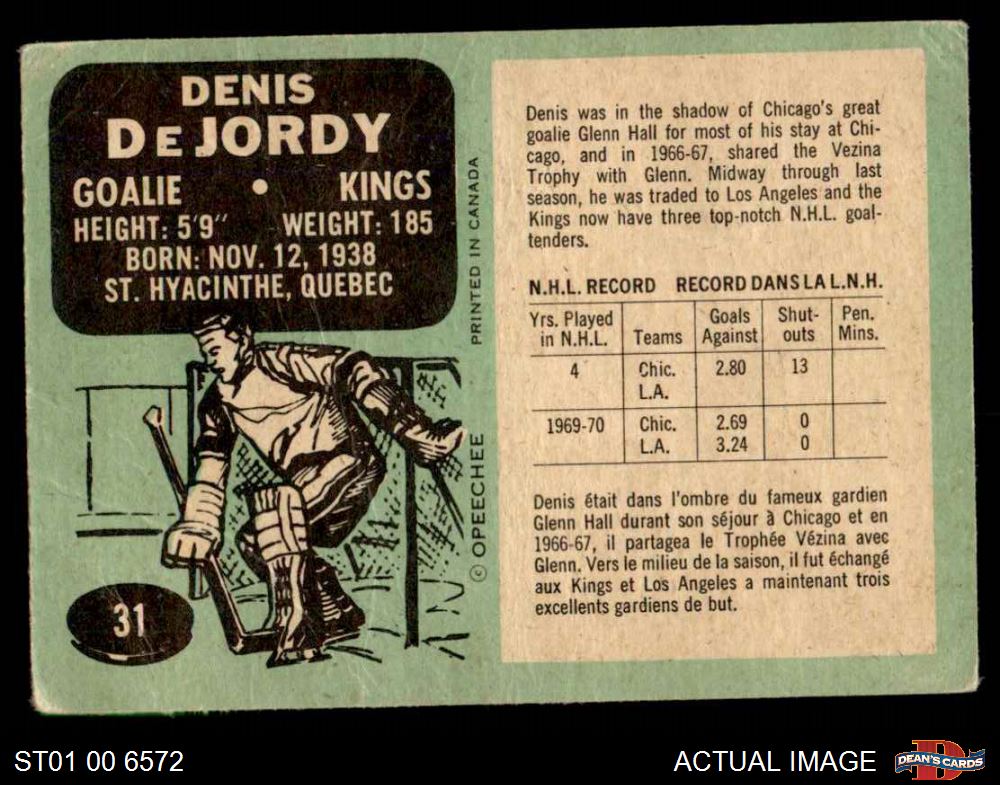 DENIS
DeJORDY
GOALIE • KINGS
HEIGHT: 5'9" WEIGHT: 185
BORN: NOV. 12, 1938
ST. HYACINTHE, QUEBEC
PRINTED IN CANADA
© OPEECHEE
31
Denis was in the shadow of Chicago's great
goalie Glenn Hall for most of his stay at Chi-
cago, and in 1966-67, shared the Vezina
Trophy with Glenn. Midway through last
season, he was traded to Los Angeles and the
Kings now have three top-notch N.H.L. goal-
tenders.
N.H.L. RECORD RECORD DANS LA L.N.H.
Yrs. Played Goals Shut- Pen.
in N.H.L. Teams Against outs Mins.
4 Chic. 2.80 13
L.A.
1969-70 Chic. 2.69 0
L.A. 3.24 0
Denis était dans l'ombre du fameux gardien
Glenn Hall durant son séjour à Chicago et en
1966-67, il partagea le Trophée Vézina avec
Glenn. Vers le milieu de la saison, il fut échangé
aux Kings et Los Angeles a maintenant trois
excellents gardiens de but.
ST01 00 6572
ACTUAL IMAGE
DEAN'S CARDS